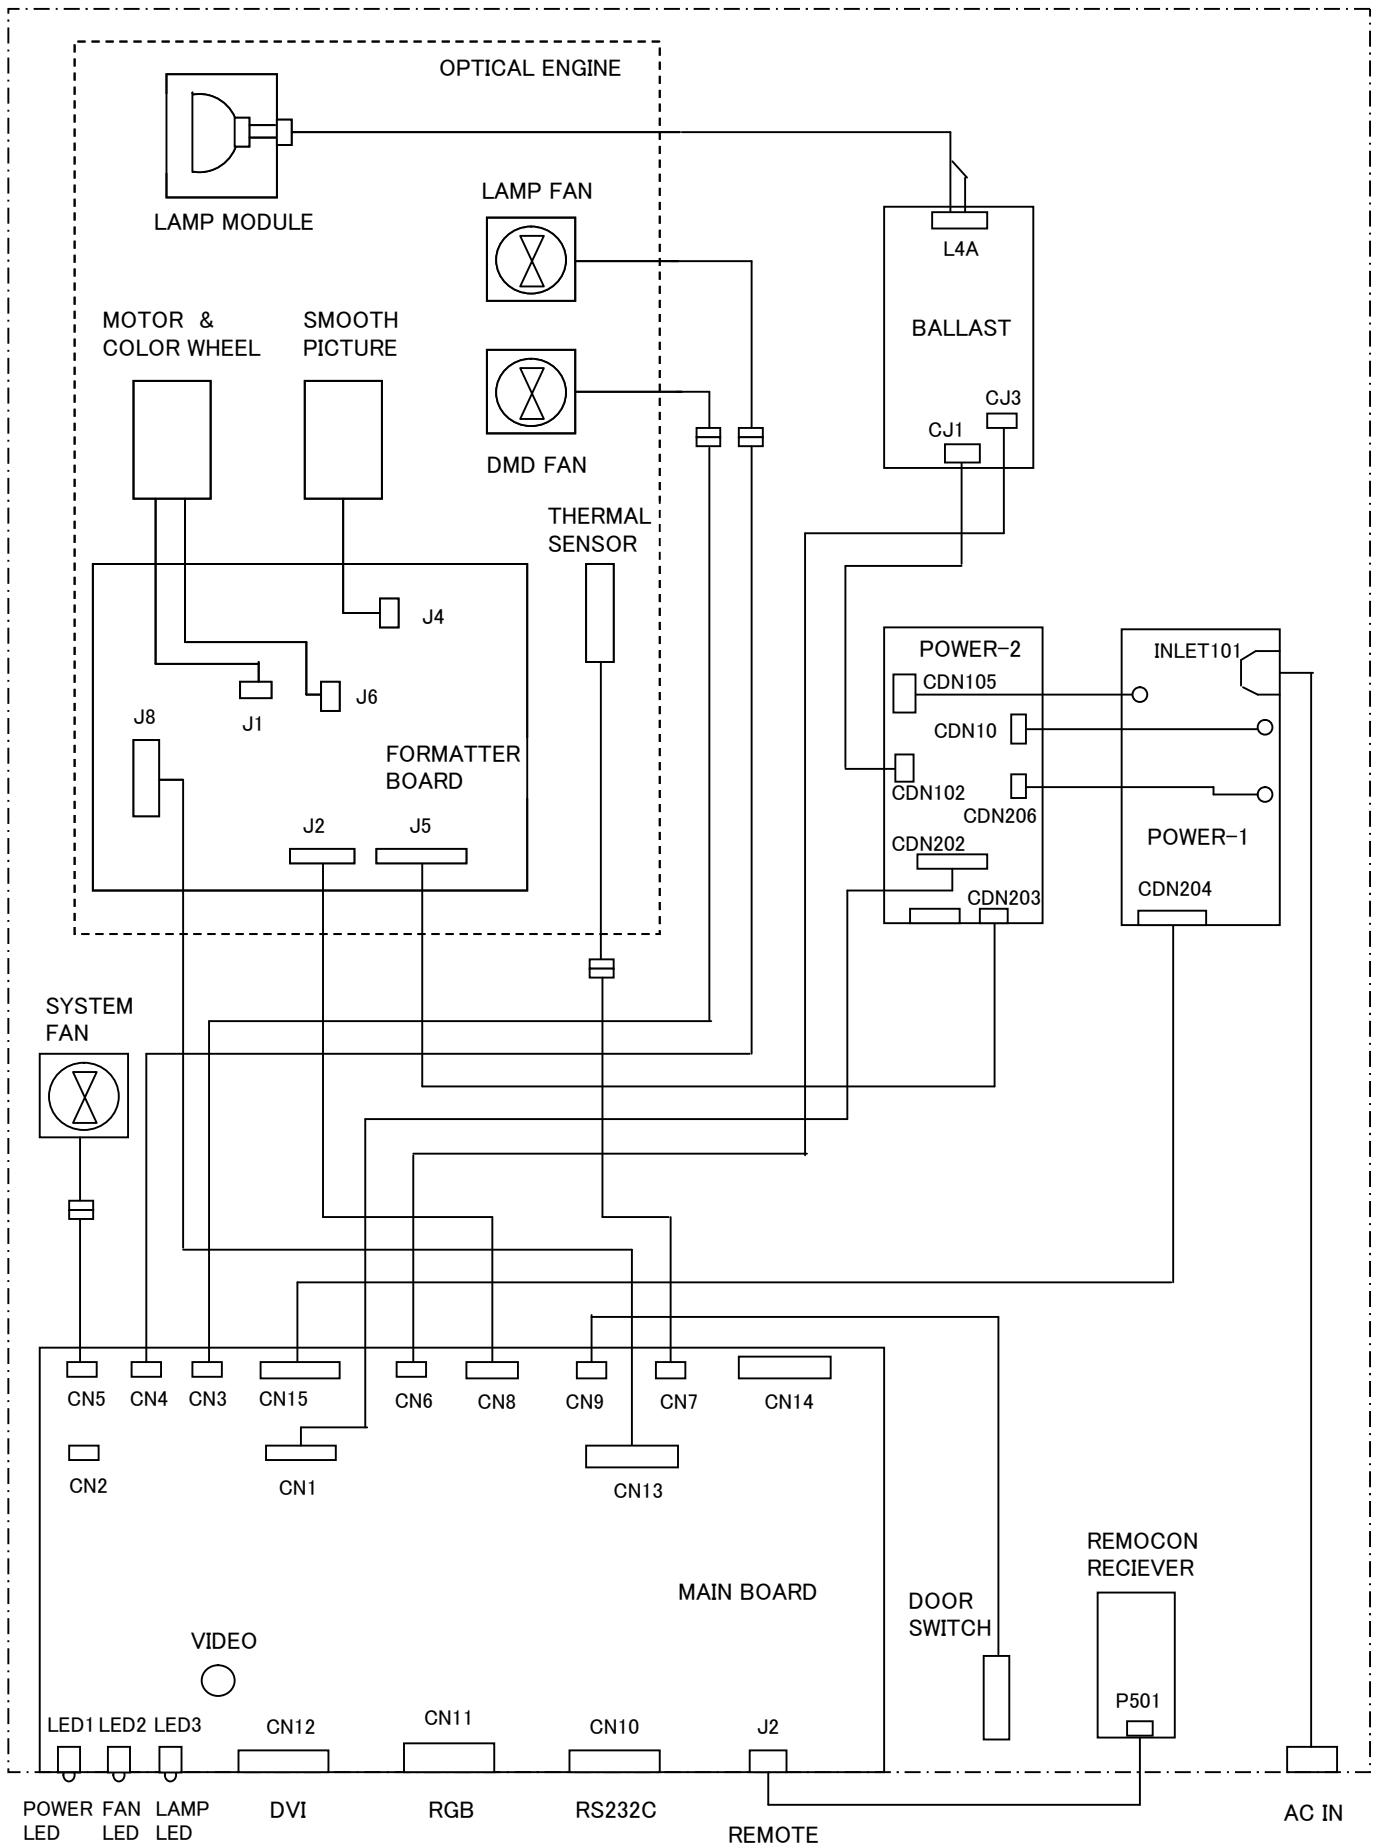 OPTICAL ENGINE
LAMP MODULE
LAMP FAN
L4A
BALLAST
MOTOR &
COLOR WHEEL
SMOOTH
PICTURE
CJ3
CJ1
DMD FAN
THERMAL
SENSOR
J4
J6
J1
J8
FORMATTER
BOARD
J2
J5
POWER-2
CDN105
CDN10
CDN102
CDN206
CDN202
CDN203
INLET101
POWER-1
CDN204
SYSTEM
FAN
CN5
CN4
CN3
CN15
CN6
CN8
CN9
CN7
CN14
CN2
CN1
CN13
MAIN BOARD
DOOR
SWITCH
REMOCON
RECIEVER
P501
VIDEO
LED1
LED2
LED3
CN12
CN11
CN10
J2
POWER
LED
FAN
LED
LAMP
LED
DVI
RGB
RS232C
REMOTE
AC IN